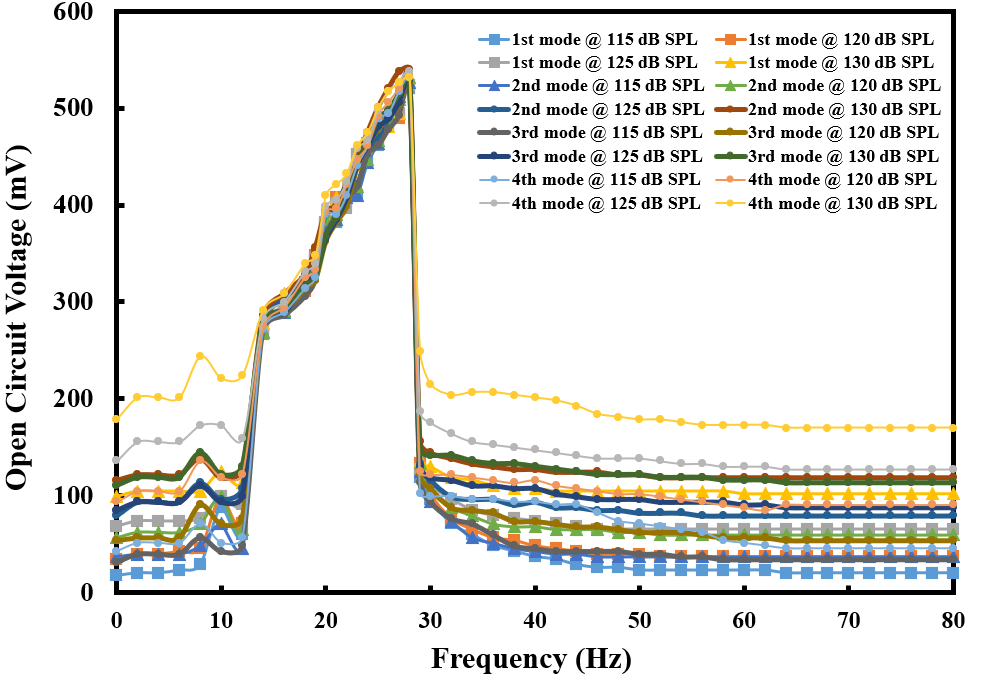 600
1st mode @ 115 dB SPL 1st mode @ 120 dB SPL
1st mode @ 125 dB SPL 1st mode @ 130 dB SPL
2nd mode @ 115 dB SPL 2nd mode @ 120 dB SPL
2nd mode @ 125 dB SPL 2nd mode @ 130 dB SPL
3rd mode @ 115 dB SPL 3rd mode @ 120 dB SPL
3rd mode @ 125 dB SPL 3rd mode @ 130 dB SPL
4th mode @ 115 dB SPL 4th mode @ 120 dB SPL
4th mode @ 125 dB SPL 4th mode @ 130 dB SPL
500
400
300
200
100
0
Open Circuit Voltage (mV)
0 10 20 30 40 50 60 70 80
Frequency (Hz)